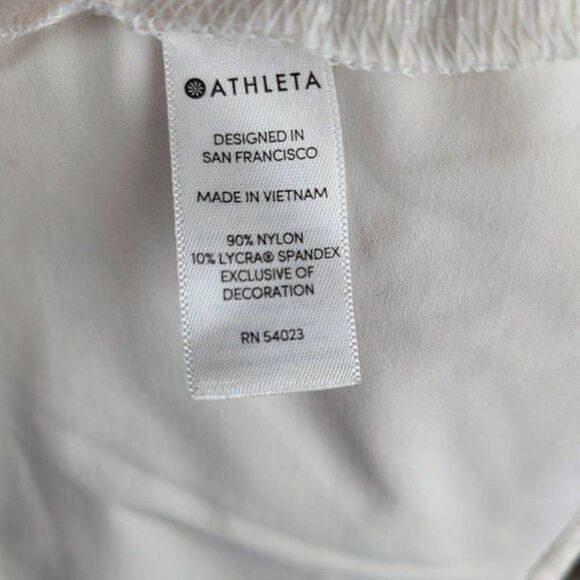 ATHLETA
DESIGNED IN
SAN FRANCISCO
MADE IN VIETNAM
90% NYLON
10% LYCRA® SPANDEX
EXCLUSIVE OF
DECORATION
RN 54023